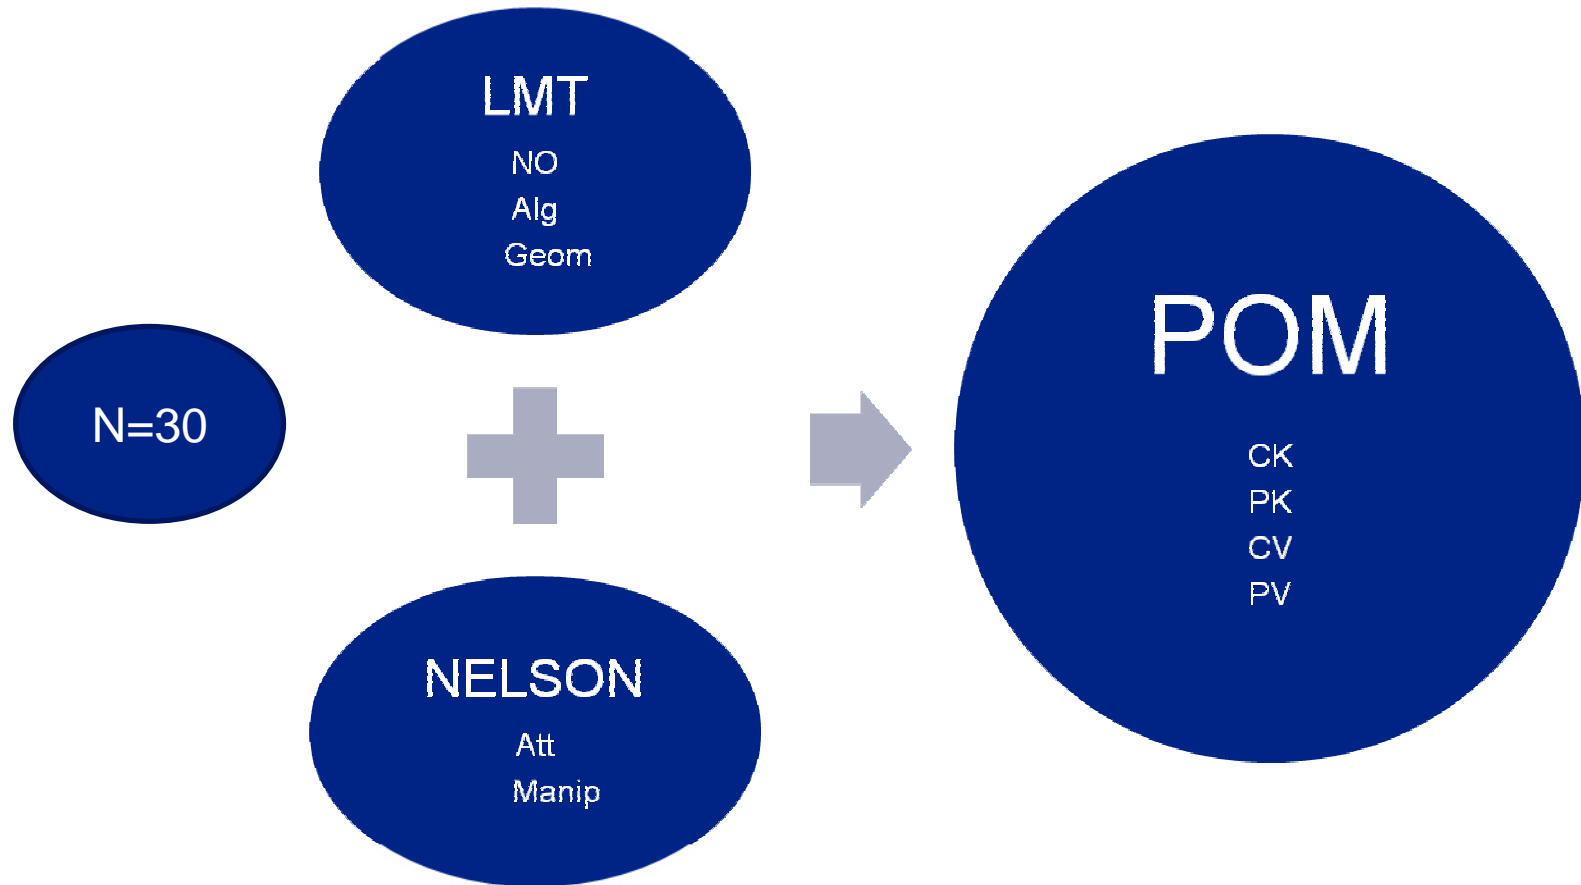 N=30
LMT
NO
Alg
Geom
NELSON
Att
Manip
POM
CK
PK
CV
PV